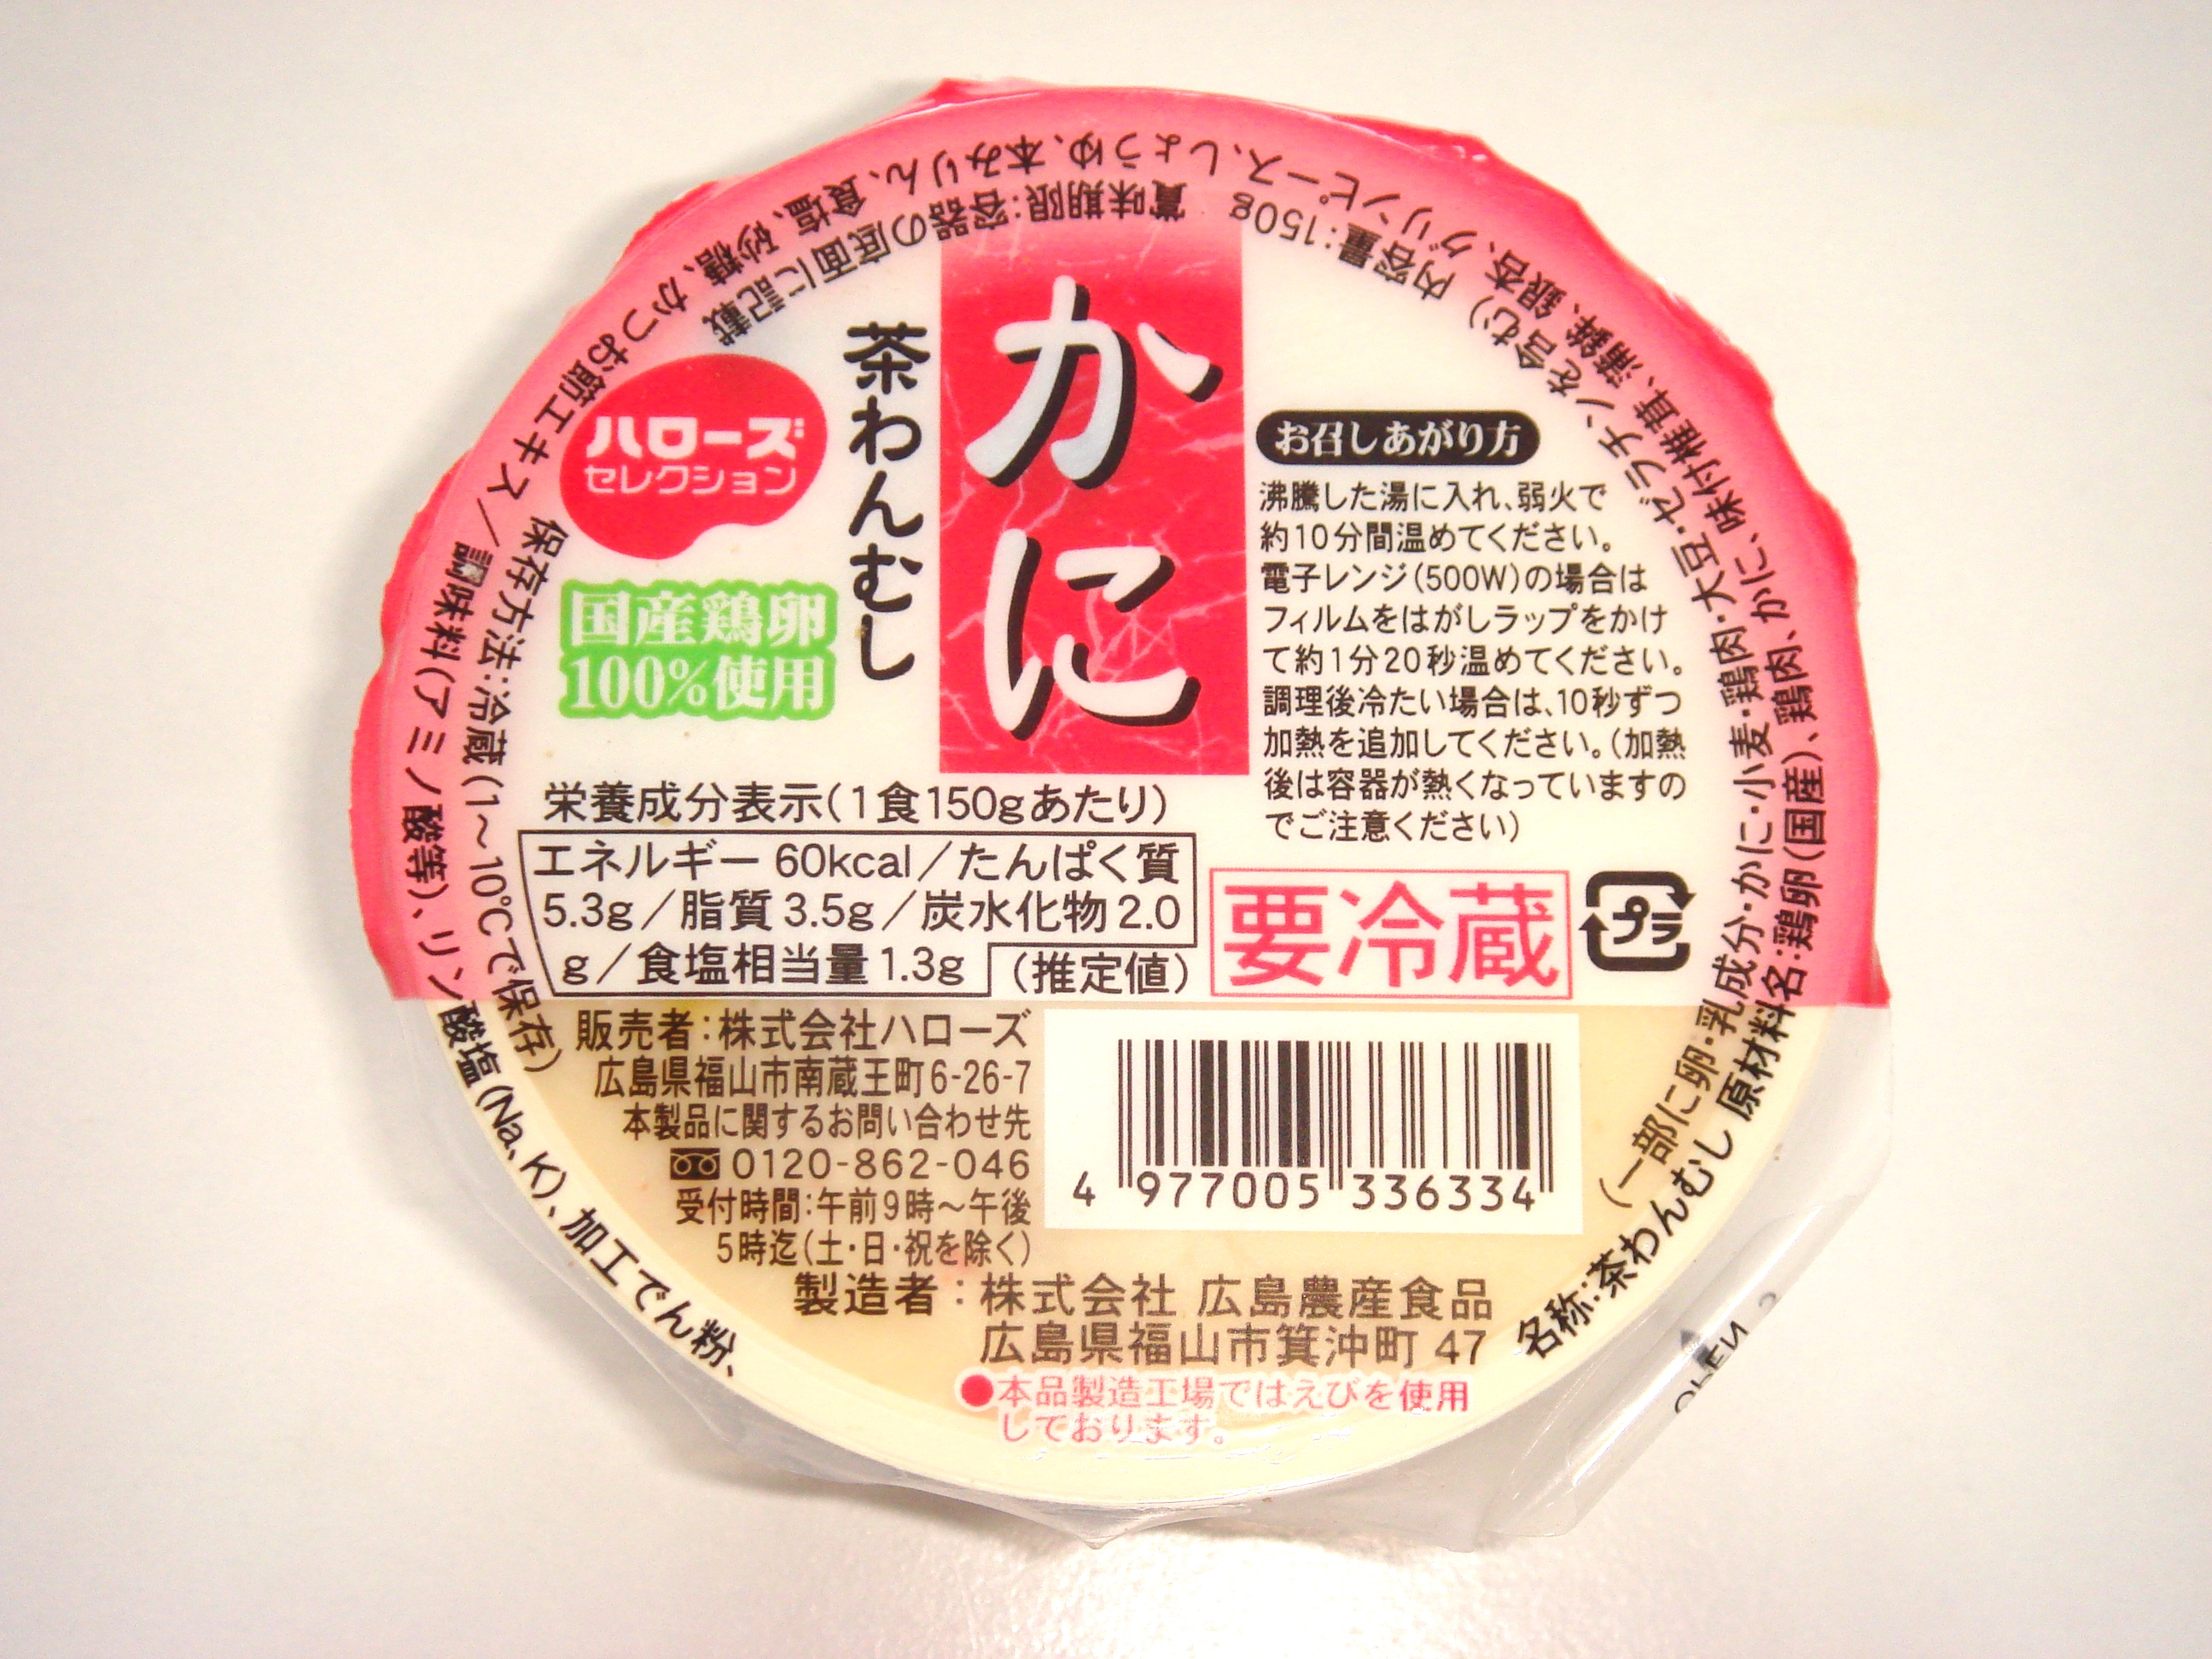 かに
茶わんむし
ハローズ
セレクション
国産鶏卵
100%使用
お召しあがり方
沸騰した湯に入れ、弱火で
約10分間温めてください。
電子レンジ(500W)の場合は
フィルムをはがしラップをかけ
て約1分20秒温めてください。
調理後冷たい場合は、10秒ずつ
加熱を追加してください。(加熱
後は容器が熱くなっていますの
でご注意ください)
栄養成分表示(1食150gあたり)
エネルギー 60kcal/たんぱく質
5.3g/脂質 3.5g/炭水化物 2.0
g/食塩相当量 1.3g (推定値)
要冷蔵
プラ
販売者:株式会社ハローズ
広島県福山市南蔵王町6-26-7
本製品に関するお問い合わせ先
0120-862-046
受付時間:午前9時～午後
5時迄(土・日・祝を除く)
4 977005 336334
製造者:株式会社 広島農産食品
広島県福山市箕沖町 47
●本品製造工場ではえびを使用
しております。
名称:茶わんむし 原材料名:鶏卵(国産)、鶏肉、かに、味付椎茸、蒲鉾、銀杏、グリンピース、しょうゆ、本みりん、食塩、砂糖、かつお節エキス/調味料(アミノ酸等)、リン酸塩(Na、K)、加工でん粉、
(一部に卵・乳成分・かに・小麦・鶏肉・大豆・ゼラチンを含む) 内容量:150g 賞味期限:容器の底面に記載 保存方法:冷蔵(1～10℃で保存)
OPEN